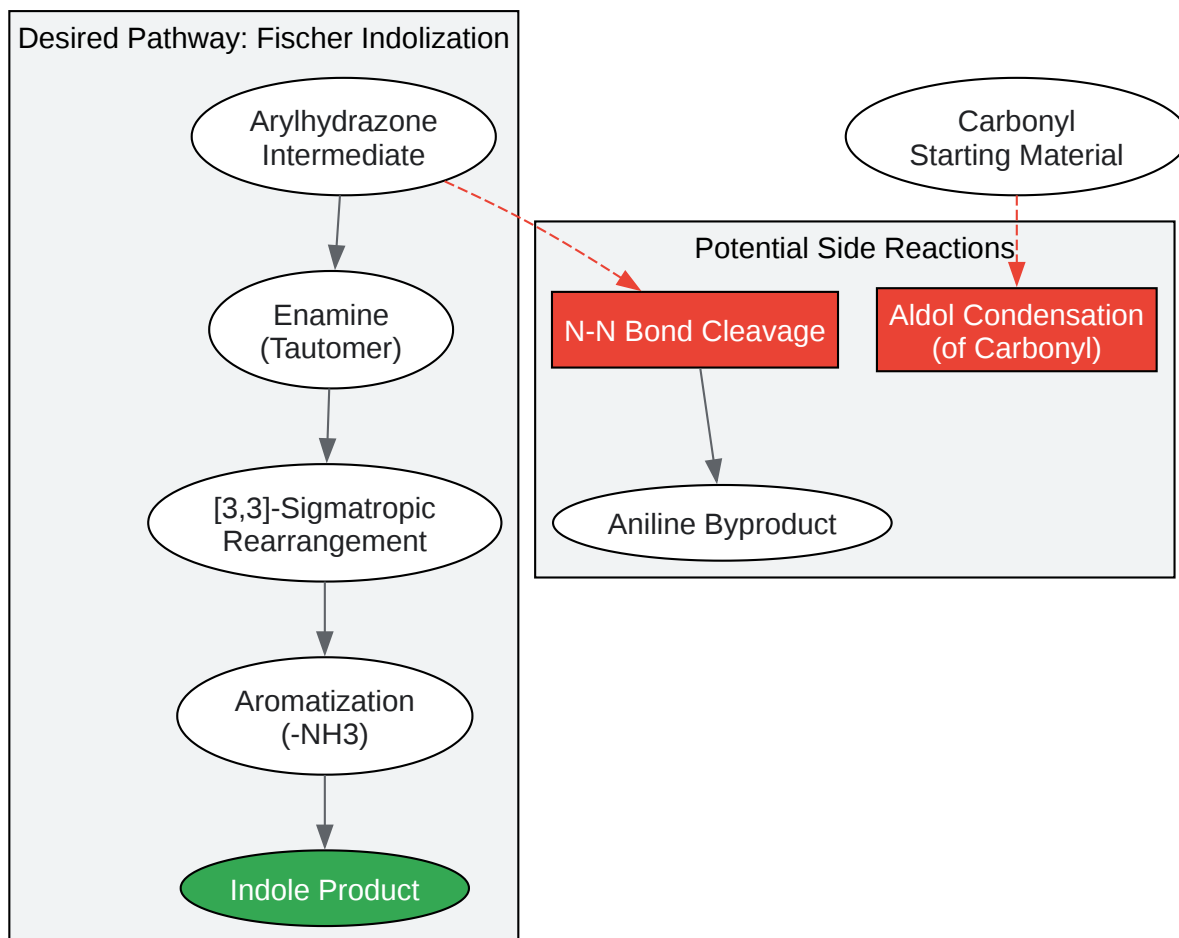 Desired Pathway: Fischer Indolization
Arylhydrazone
Intermediate
Enamine
(Tautomer)
[3,3]-Sigmatropic
Rearrangement
Aromatization
(-NH3)
Indole Product
Carbonyl
Starting Material
Potential Side Reactions
N-N Bond Cleavage
Aldol Condensation
(of Carbonyl)
Aniline Byproduct